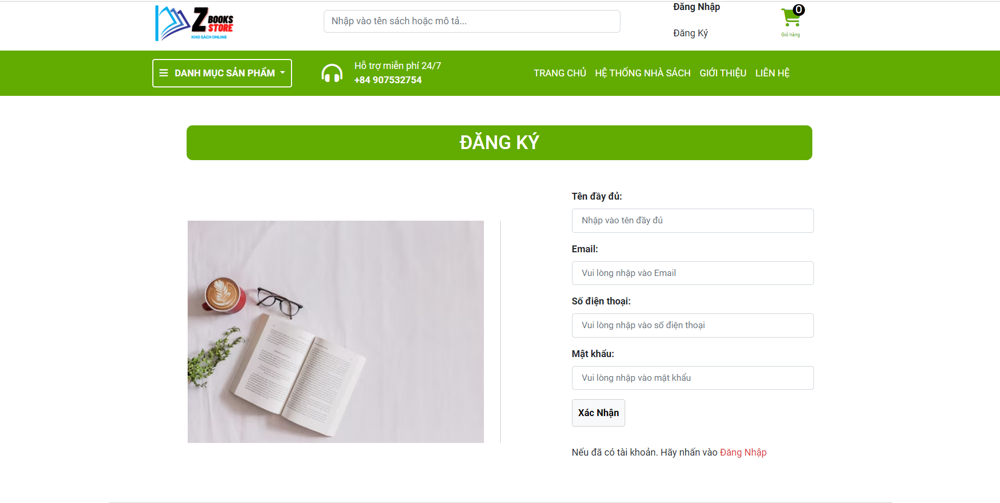 Z BOOKS
STORE
KHO SÁCH ONLINE
Nhập vào tên sách hoặc mô tả...
Đăng Nhập
Đăng Ký
0
Giỏ hàng
DANH MỤC SẢN PHẨM
Hỗ trợ miễn phí 24/7
+84 907532754
TRANG CHỦ HỆ THỐNG NHÀ SÁCH GIỚI THIỆU LIÊN HỆ
ĐĂNG KÝ
Tên đầy đủ:
Nhập vào tên đầy đủ
Email:
Vui lòng nhập vào Email
Số điện thoại:
Vui lòng nhập vào số điện thoại
Mật khẩu:
Vui lòng nhập vào mật khẩu
Xác Nhận
Nếu đã có tài khoản. Hãy nhấn vào Đăng Nhập